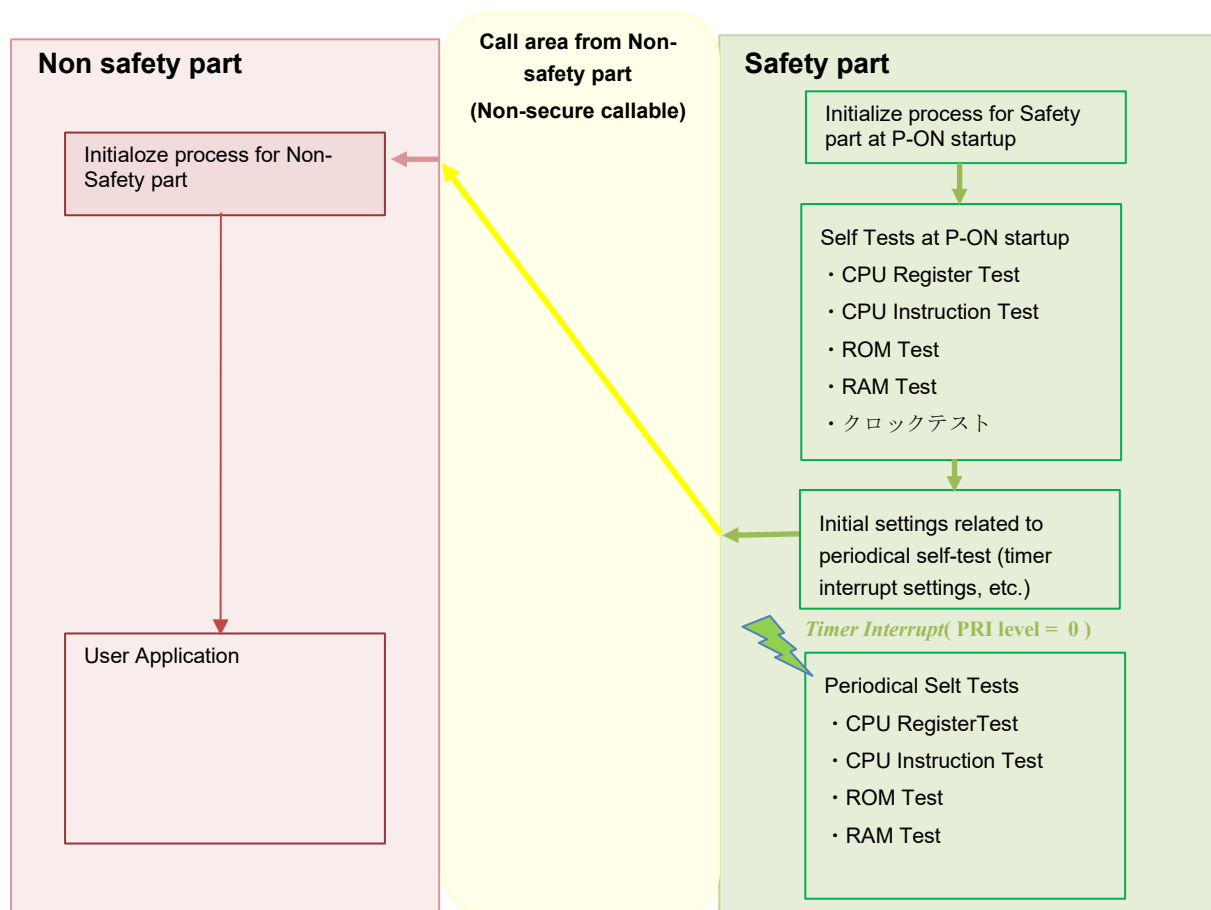 Non safety part
Initialoze process for Non-
Safety part
User Application
Call area from Non-
safety part
(Non-secure callable)
Safety part
Initialize process for Safety
part at P-ON startup
Self Tests at P-ON startup
・CPU Register Test
・CPU Instruction Test
・ROM Test
・RAM Test
・クロックテスト
Initial settings related to
periodical self-test (timer
interrupt settings, etc.)
Timer Interrupt( PRI level = 0 )
Periodical Selt Tests
・CPU RegisterTest
・CPU Instruction Test
・ROM Test
・RAM Test